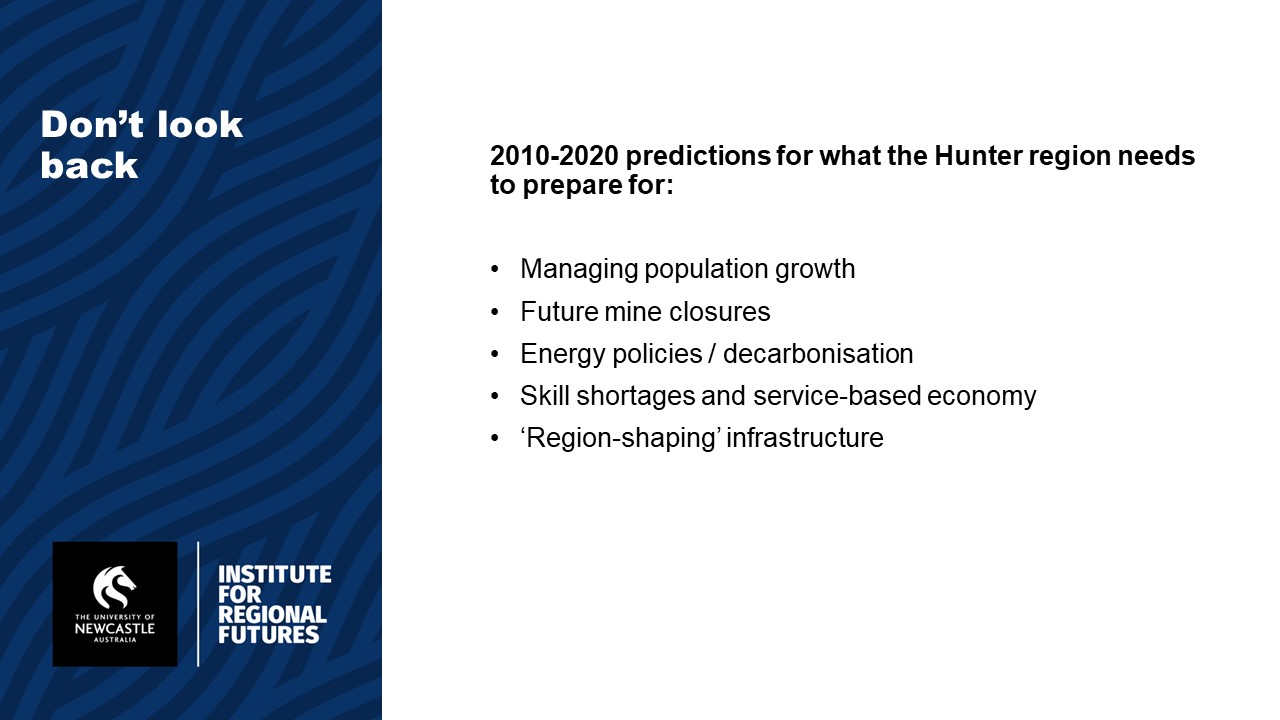 Don’t look
back
2010-2020 predictions for what the Hunter region needs
to prepare for:
• Managing population growth
• Future mine closures
• Energy policies / decarbonisation
• Skill shortages and service-based economy
• ‘Region-shaping’ infrastructure
THE UNIVERSITY OF
NEWCASTLE
AUSTRALIA
INSTITUTE
FOR
REGIONAL
FUTURES